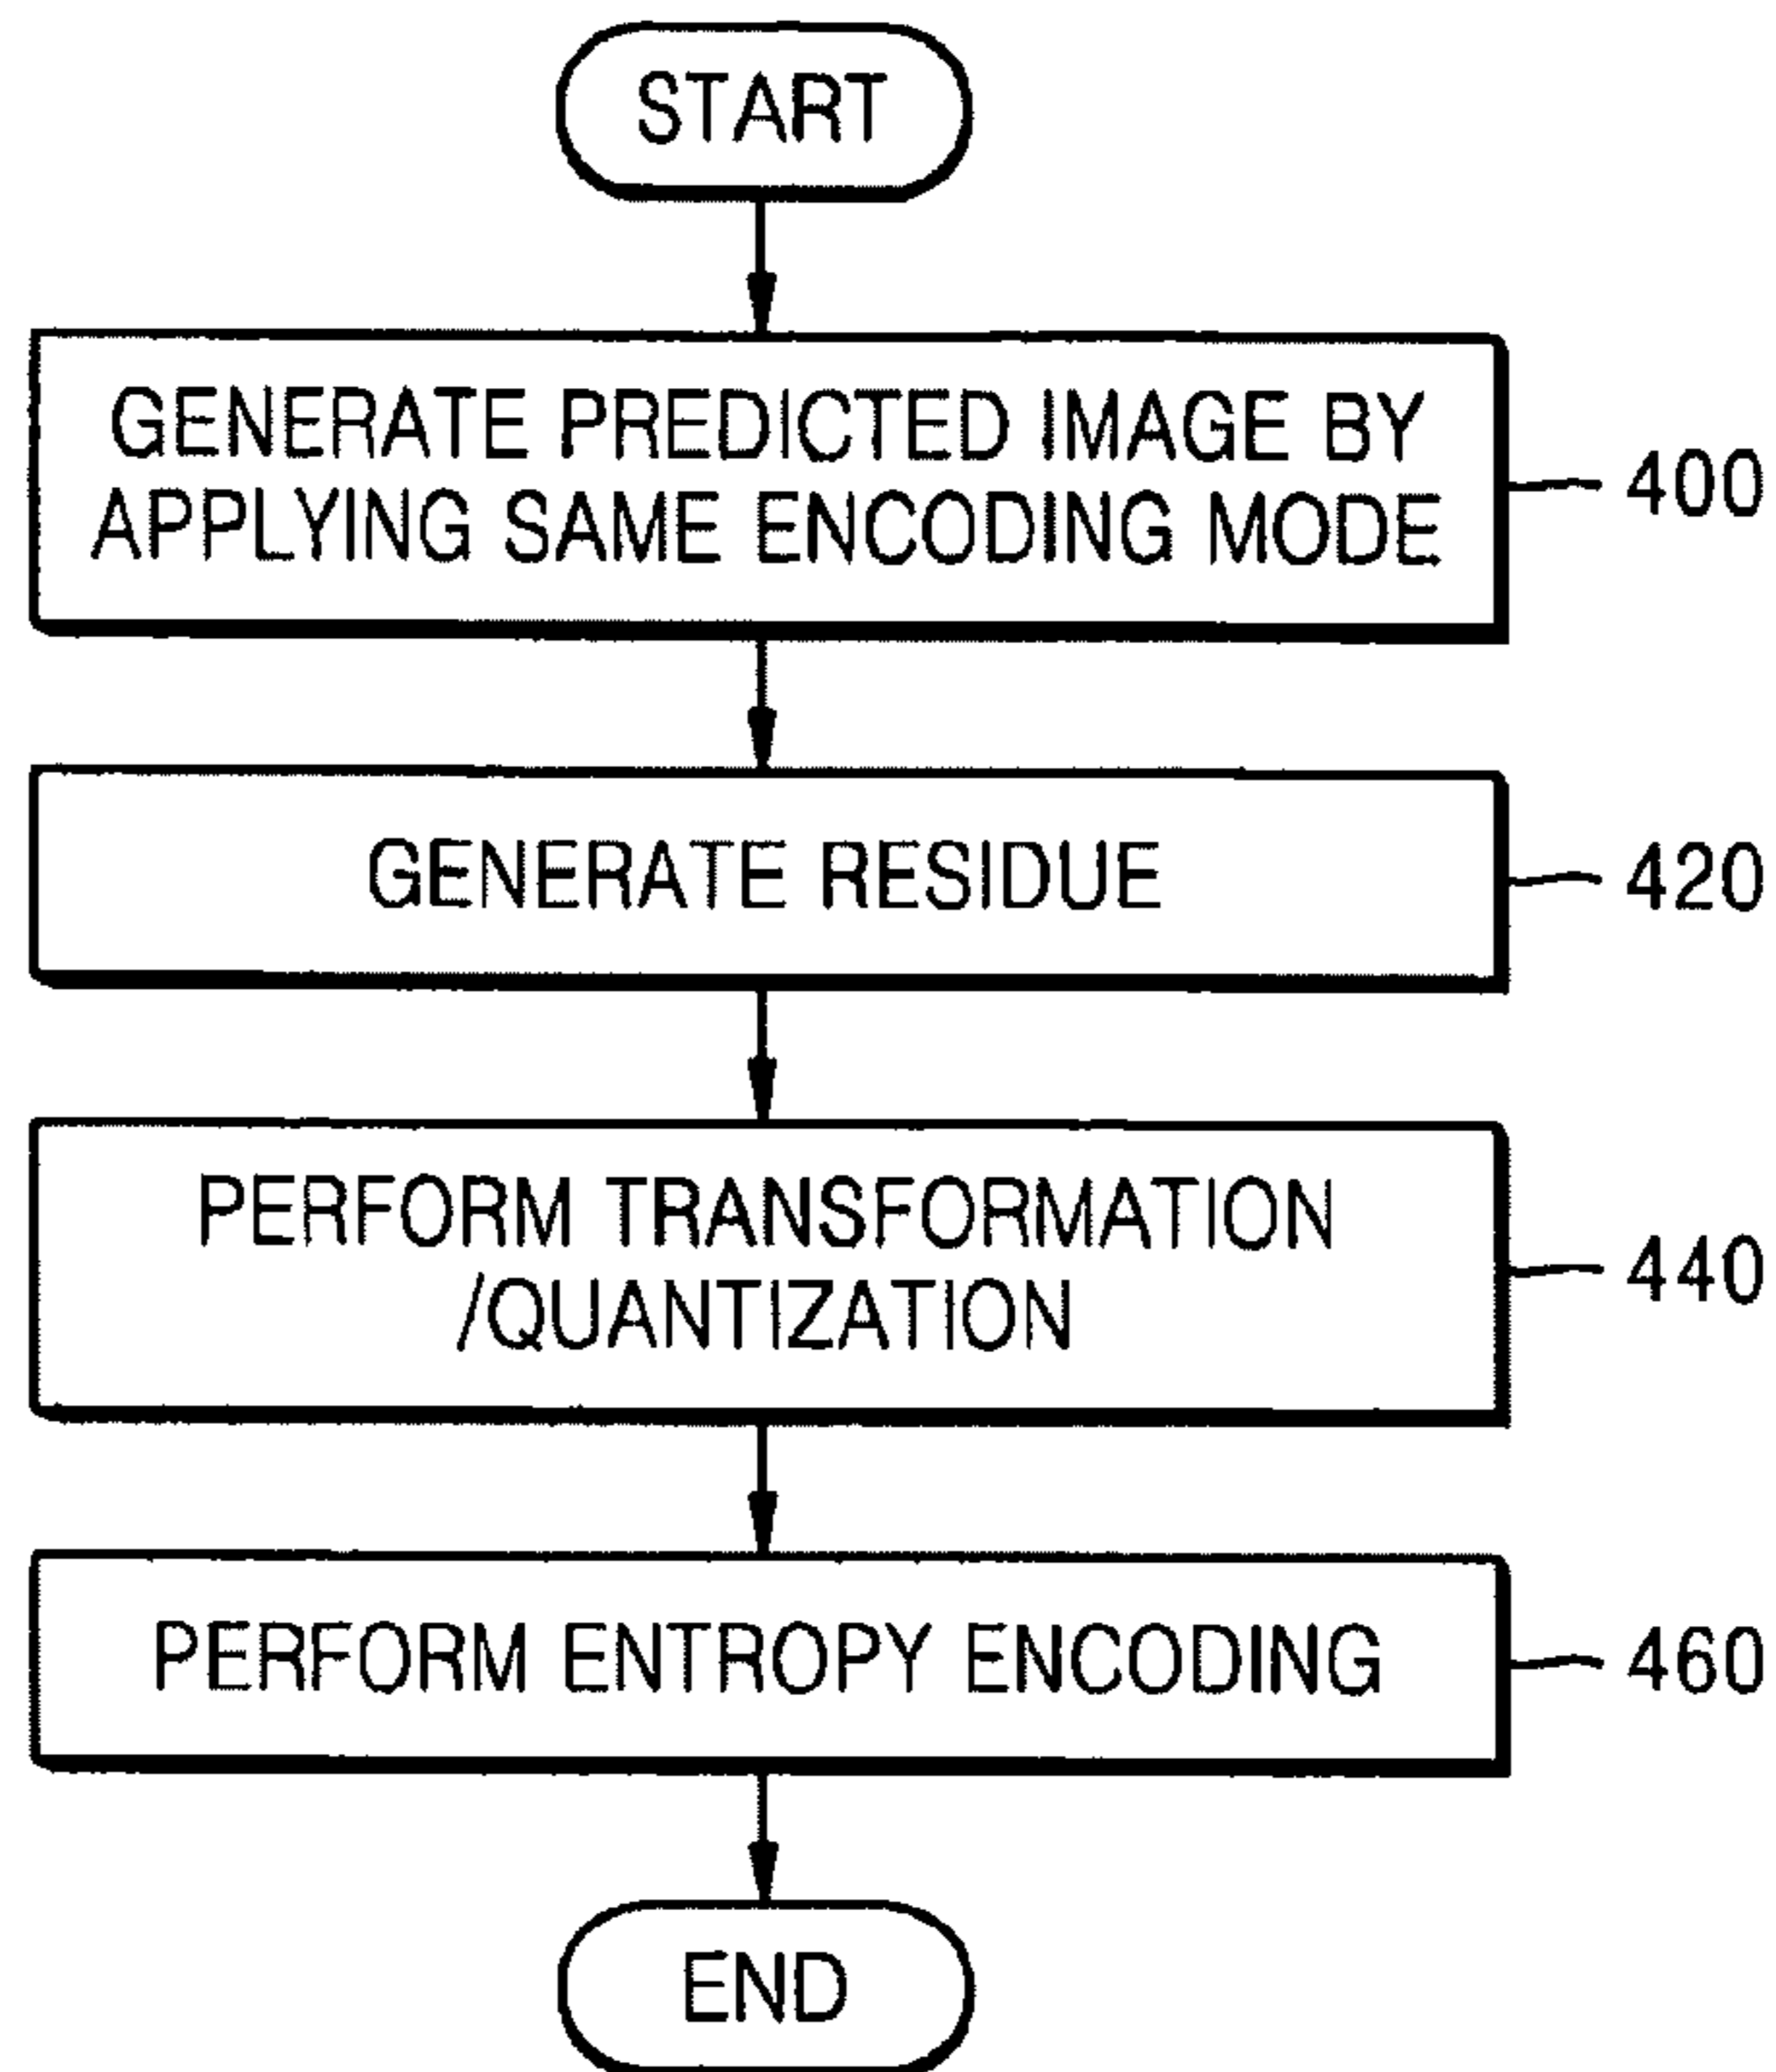 START
GENERATE PREDICTED IMAGE BY
APPLYING SAME ENCODING MODE
400
GENERATE RESIDUE
420
PERFORM TRANSFORMATION
/QUANTIZATION
440
PERFORM ENTROPY ENCODING
460
END